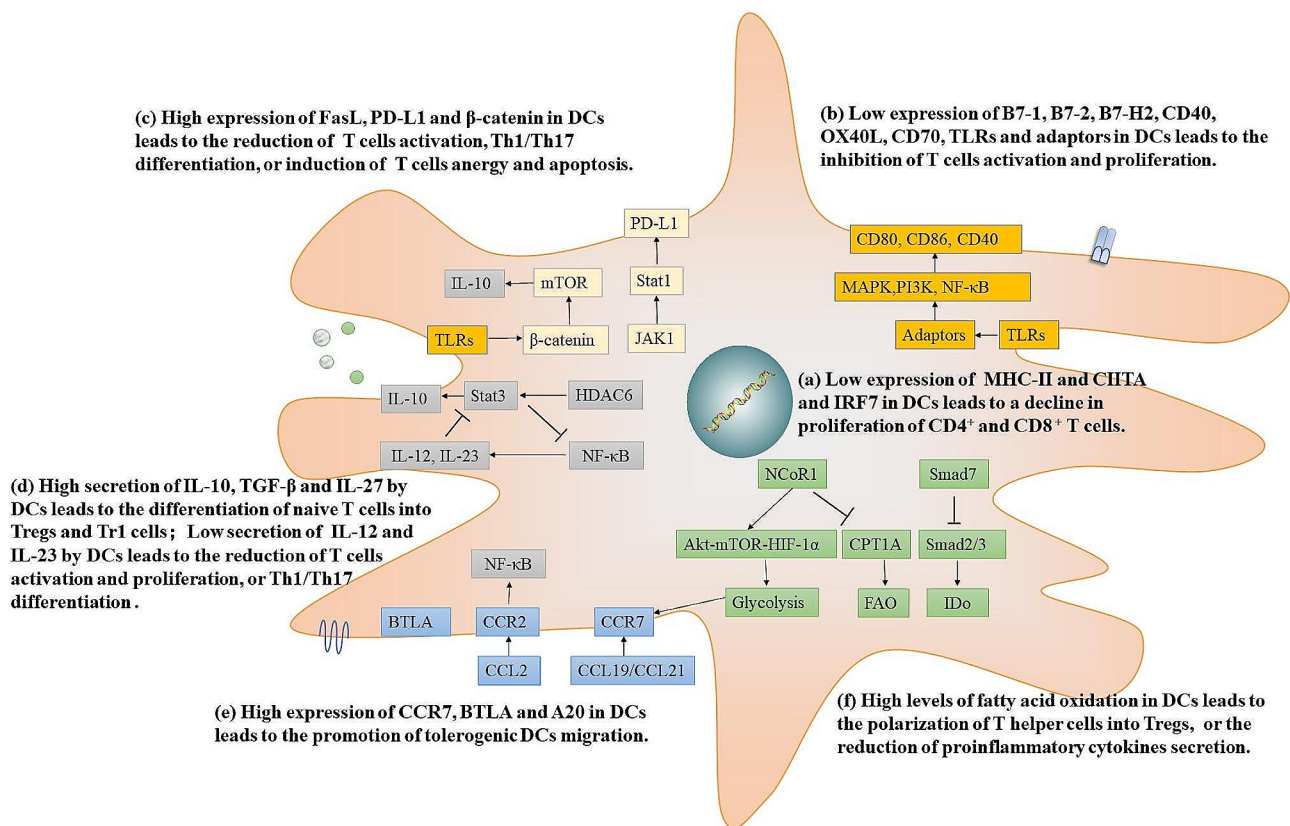 (c) High expression of FasL, PD-L1 and β-catenin in DCs
leads to the reduction of T cells activation, Th1/Th17
differentiation, or induction of T cells anergy and apoptosis.
(b) Low expression of B7-1, B7-2, B7-H2, CD40,
OX40L, CD70, TLRs and adaptors in DCs leads to the
inhibition of T cells activation and proliferation.
PD-L1
Stat1
JAK1
IL-10
mTOR
TLRs
β-catenin
CD80, CD86, CD40
MAPK,PI3K, NF-κB
Adaptors
TLRs
(a) Low expression of MHC-II and CIITA
and IRF7 in DCs leads to a decline in
proliferation of CD4⁺ and CD8⁺ T cells.
IL-10
Stat3
HDAC6
IL-12, IL-23
NF-κB
(d) High secretion of IL-10, TGF-β and IL-27 by
DCs leads to the differentiation of naive T cells into
Tregs and Tr1 cells; Low secretion of IL-12 and
IL-23 by DCs leads to the reduction of T cells
activation and proliferation, or Th1/Th17
differentiation .
NCoR1
Smad7
Akt-mTOR-HIF-1α
CPT1A
Smad2/3
Glycolysis
FAO
IDo
NF-κB
BTLA
CCR2
CCR7
CCL2
CCL19/CCL21
(e) High expression of CCR7, BTLA and A20 in DCs
leads to the promotion of tolerogenic DCs migration.
(f) High levels of fatty acid oxidation in DCs leads to
the polarization of T helper cells into Tregs, or the
reduction of proinflammatory cytokines secretion.